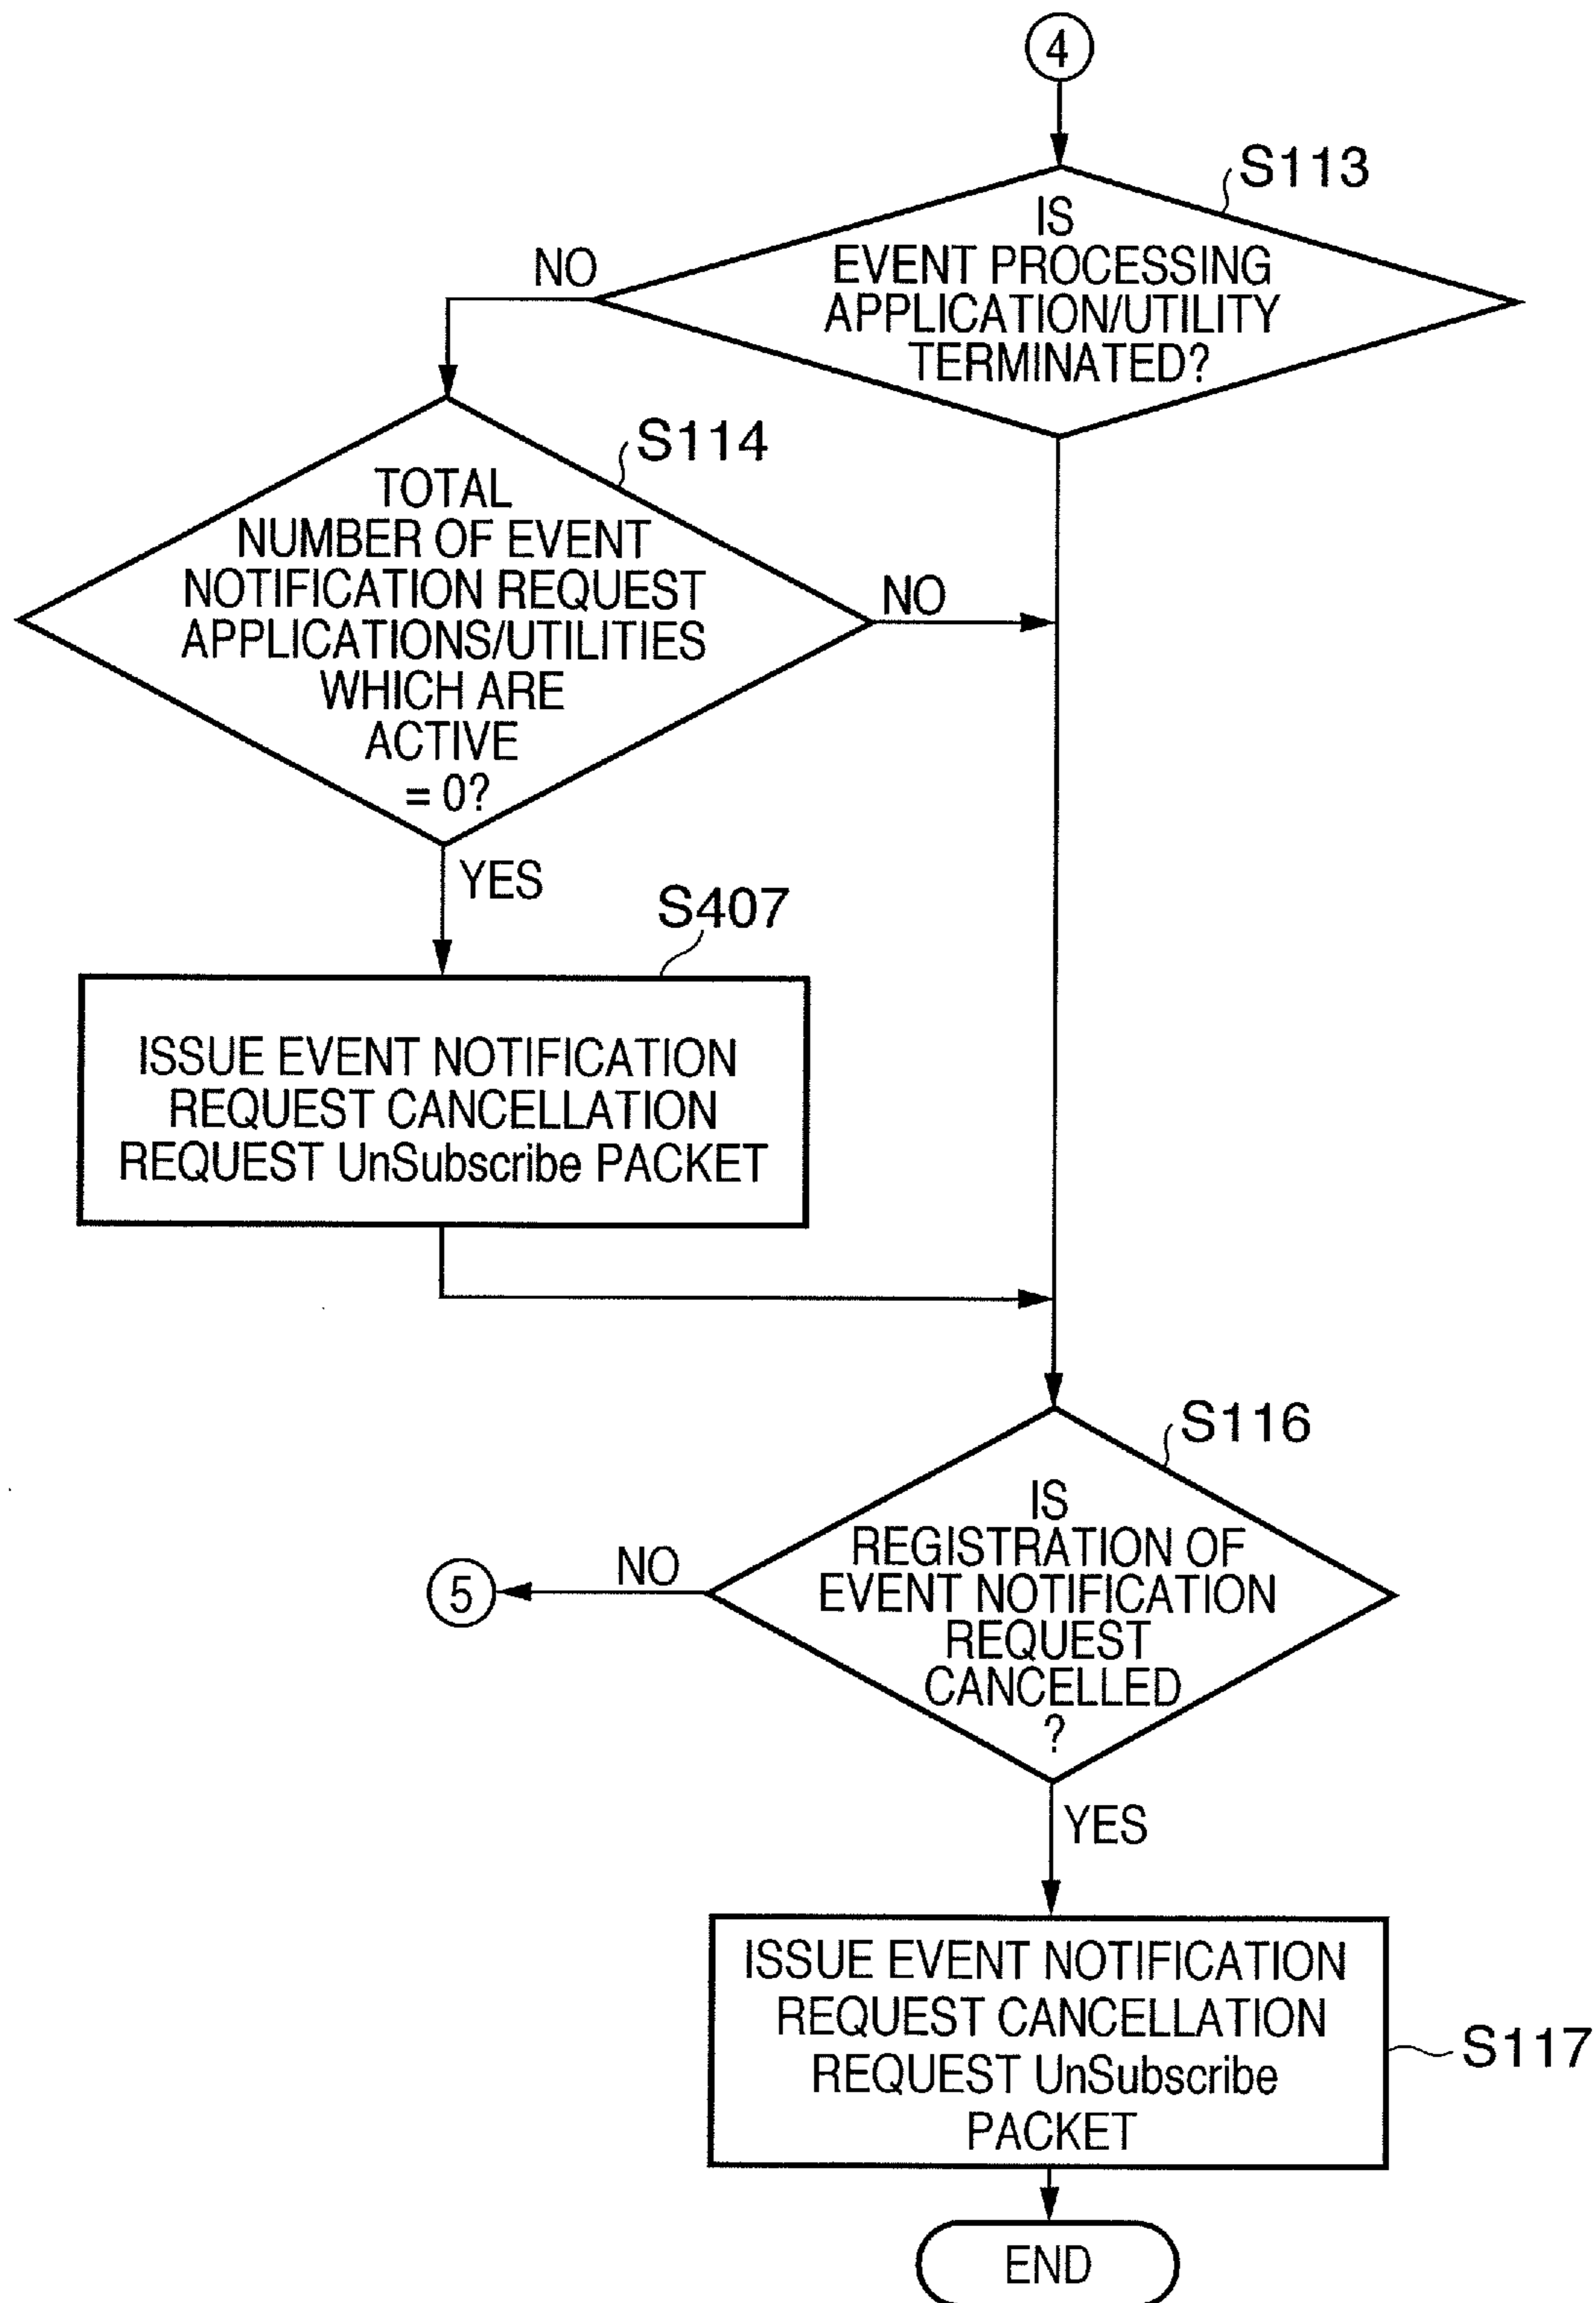 4
S113
IS
EVENT PROCESSING
APPLICATION/UTILITY
TERMINATED?
NO
S114
TOTAL
NUMBER OF EVENT
NOTIFICATION REQUEST
APPLICATIONS/UTILITIES
WHICH ARE
ACTIVE
= 0?
NO
YES
S407
ISSUE EVENT NOTIFICATION
REQUEST CANCELLATION
REQUEST UnSubscribe PACKET
S116
IS
REGISTRATION OF
EVENT NOTIFICATION
REQUEST
CANCELLED
?
NO
5
YES
ISSUE EVENT NOTIFICATION
REQUEST CANCELLATION
REQUEST UnSubscribe
PACKET
S117
END